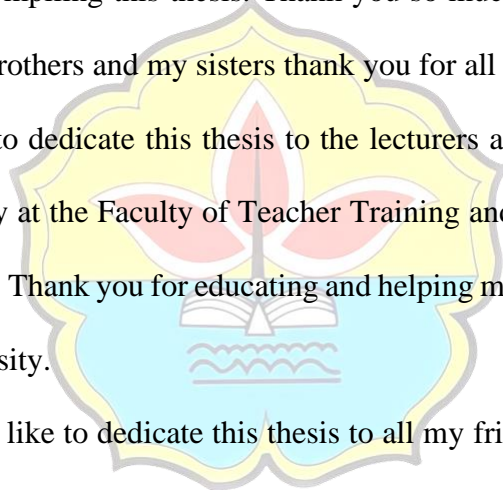 this thesis. Thank you so much
rothers and my sisters thank you for all
to dedicate this thesis to the lecturers a
y at the Faculty of Teacher Training and
Thank you for educating and helping m
sity.
like to dedicate this thesis to all my fri